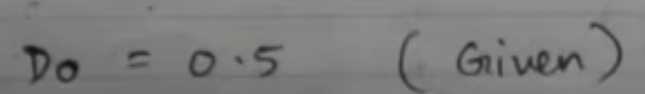 Do = 0.5 (Given)